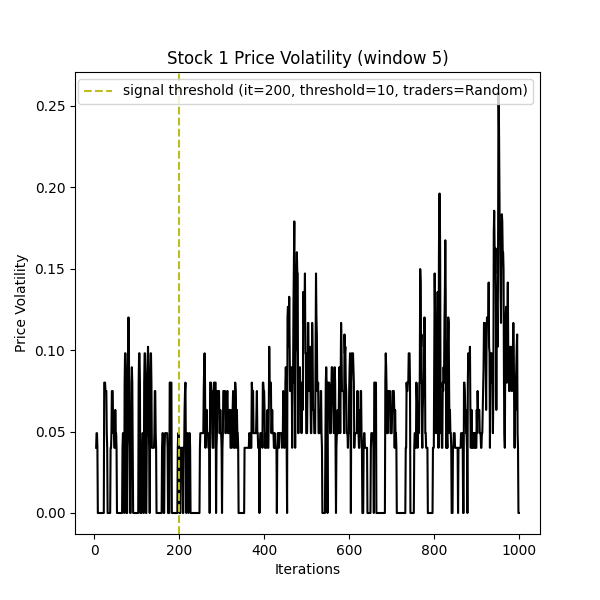 Stock 1 Price Volatility (window 5)
signal threshold (it=200, threshold=10, traders=Random)
Price Volatility
0.25
0.20
0.15
0.10
0.05
0.00
0 200 400 600 800 1000
Iterations